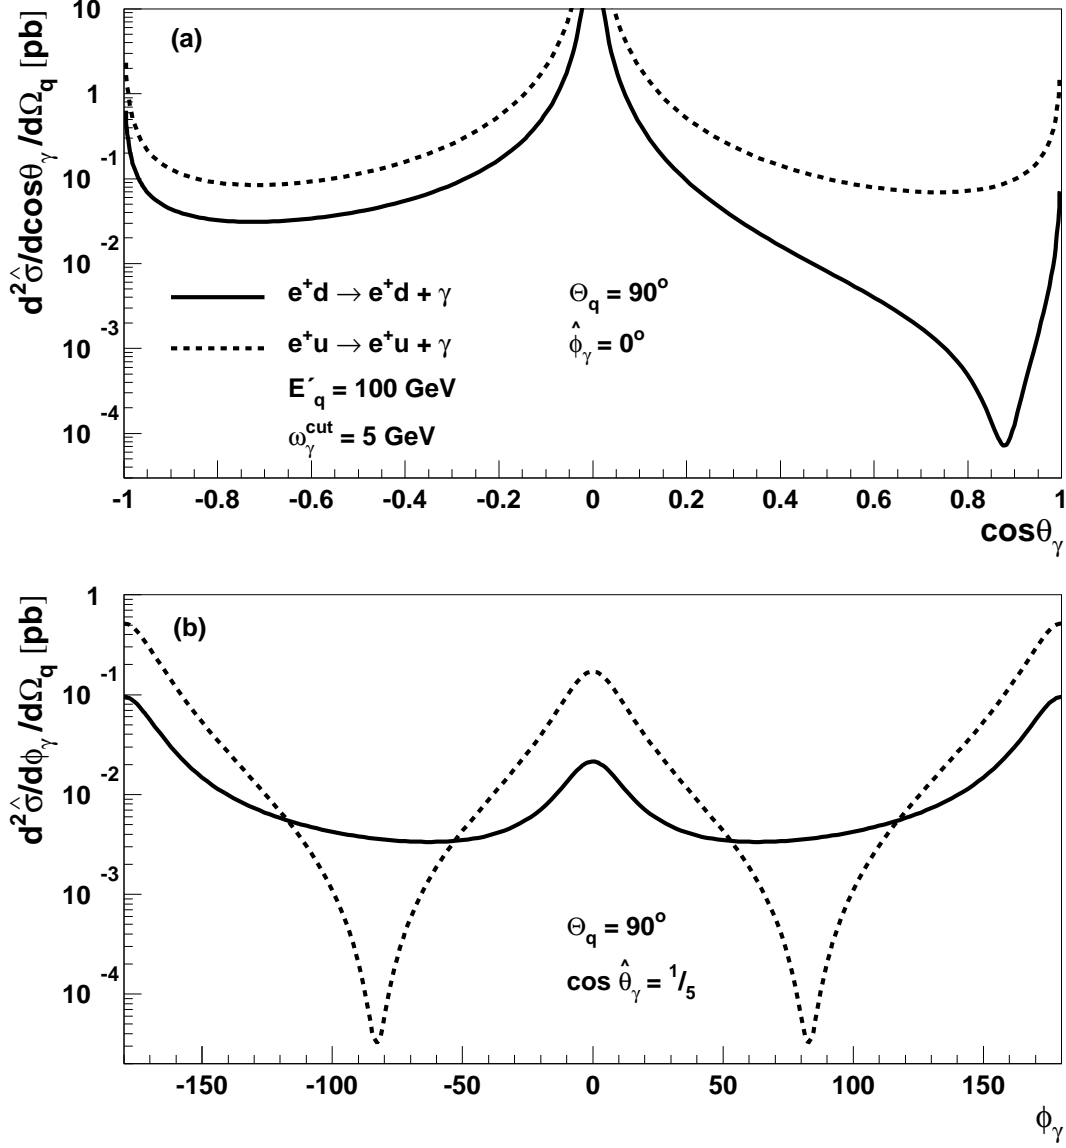 d²σ̂/dcosθγ/dΩq [pb]
(a)
10
1
10⁻¹
10⁻²
10⁻³
10⁻⁴
e⁺d → e⁺d + γ
e⁺u → e⁺u + γ
E´q = 100 GeV
ωγ^cut = 5 GeV
Θq = 90°
φ̂γ = 0°
-1 -0.8 -0.6 -0.4 -0.2 0 0.2 0.4 0.6 0.8 1
cosθγ
d²σ̂/dφγ/dΩq [pb]
(b)
1
10⁻¹
10⁻²
10⁻³
10⁻⁴
Θq = 90°
cos θ̂γ = ¹/₅
-150 -100 -50 0 50 100 150
φγ